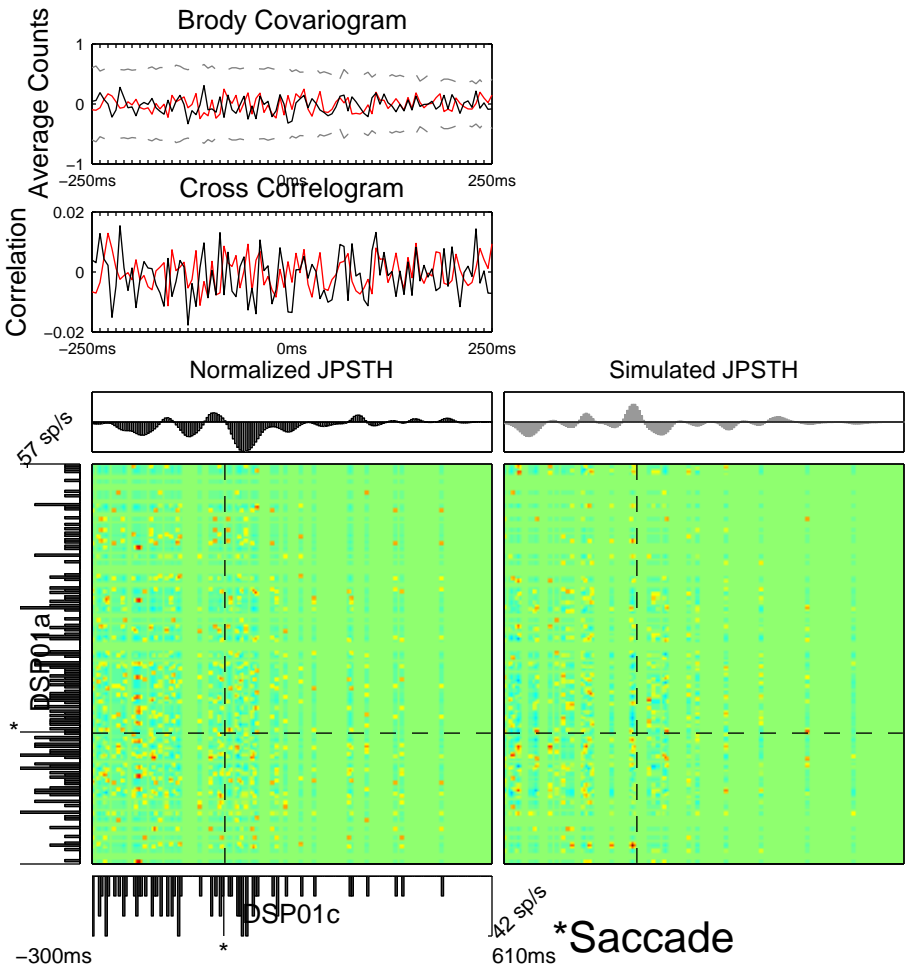 Brody Covariogram
Average Counts
1
0
−1
−250ms
0ms
250ms
Cross Correlogram
Correlation
0.02
0
−0.02
−250ms
0ms
250ms
Normalized JPSTH
Simulated JPSTH
57 sp/s
DSP01a
*
DSP01c
*
42 sp/s
*Saccade
−300ms
610ms